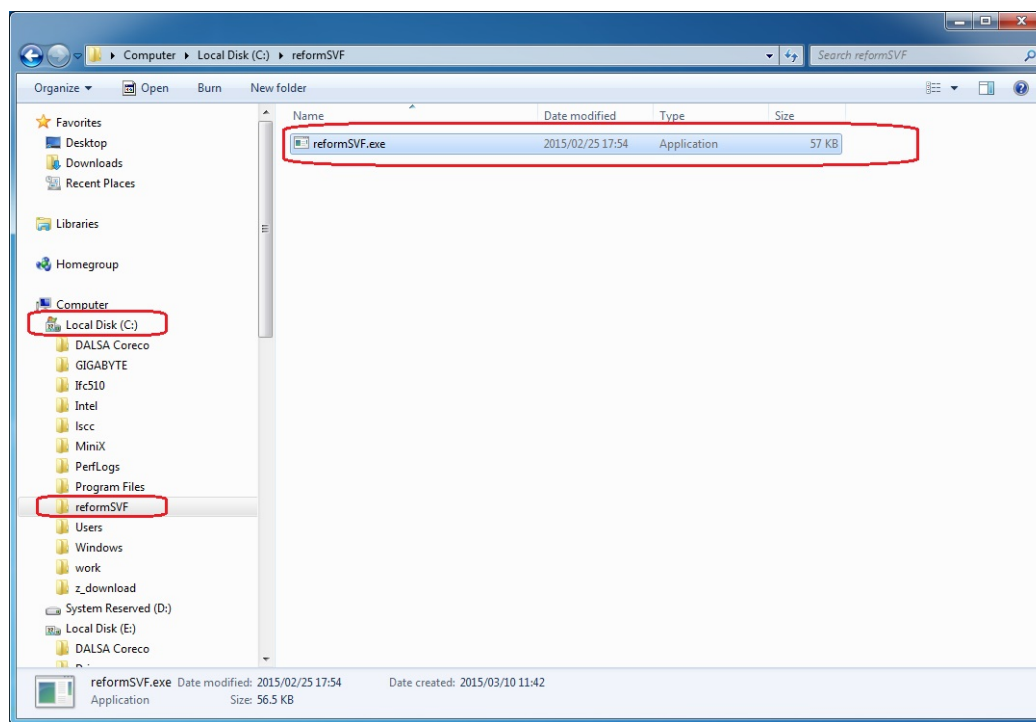 Computer Local Disk (C:) reformSVF Search reformSVF
Organize Open Burn New folder
Name Date modified Type Size
reformSVF.exe 2015/02/25 17:54 Application 57 KB
Favorites
Desktop
Downloads
Recent Places
Libraries
Homegroup
Computer
Local Disk (C:)
DALSA Coreco
GIGABYTE
Ifc510
Intel
lscc
MiniX
PerfLogs
Program Files
reformSVF
Users
Windows
work
z_download
System Reserved (D:)
Local Disk (E:)
DALSA Coreco
reformSVF.exe Date modified: 2015/02/25 17:54 Date created: 2015/03/10 11:42
Application Size: 56.5 KB